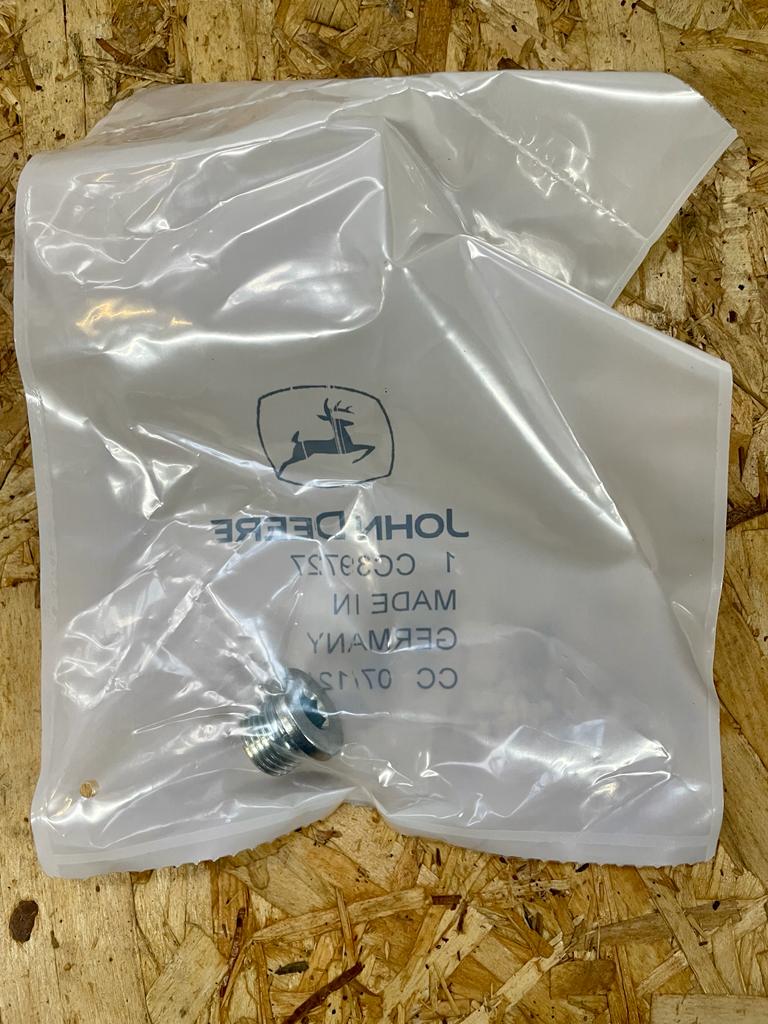 JOHN DEERE
1 CC39727
MADE IN
GERMANY
CC 07/12